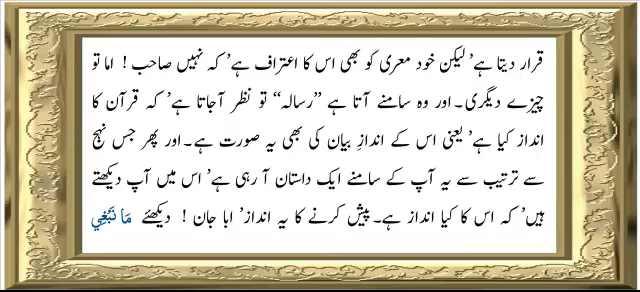 قرار دیتا ہے’ لیکن خود معری کو بھی اس کا اعتراف ہے’ کہ نہیں صاحب ! اما تو
چیزے دیگری۔ اور وہ سامنے آتا ہے ”رسالہ“ تو نظر آجاتا ہے’ کہ قرآن کا
انداز کیا ہے’ یعنی اس کے اندازِ بیان کی بھی یہ صورت ہے۔ اور پھر جس نہج
سے ترتیب سے یہ آپ کے سامنے ایک داستان آ رہی ہے’ اس میں آپ دیکھتے
ہیں’ کہ اس کا کیا انداز ہے۔ پیش کرنے کا یہ انداز’ ابا جان ! دیکھئے مَا نَبْغِي